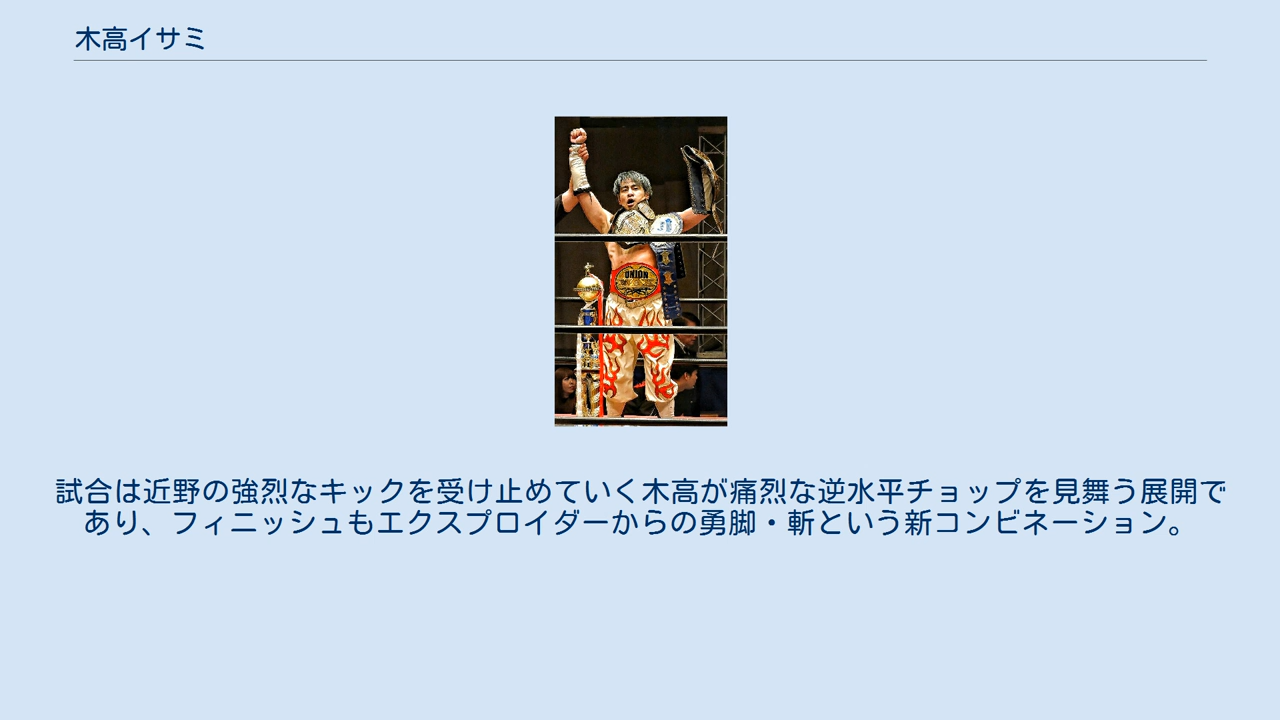 木高イサミ
UNION
試合は近野の強烈なキックを受け止めていく木高が痛烈な逆水平チョップを見舞う展開で
あり、フィニッシュもエクスプロイダーからの勇脚・斬という新コンビネーション。